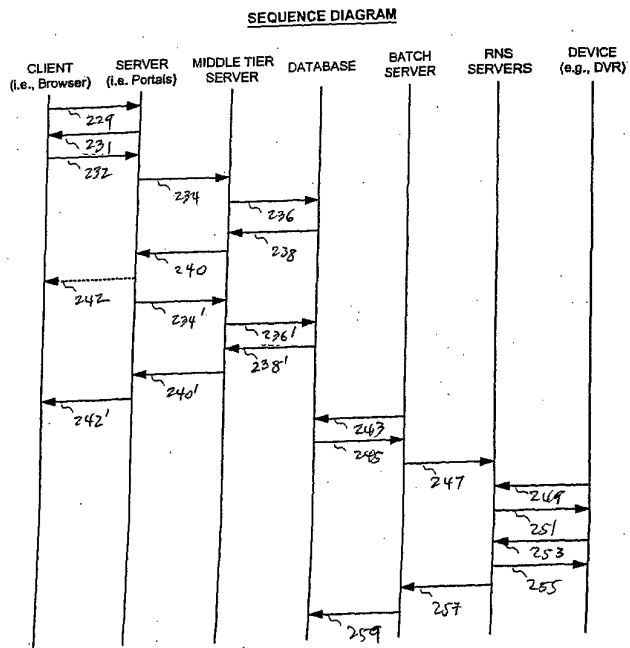 SEQUENCE DIAGRAM
CLIENT
(i.e., Browser)
SERVER
(i.e. Portals)
MIDDLE TIER
SERVER
DATABASE
BATCH
SERVER
RNS
SERVERS
DEVICE
(e.g., DVR)
229
231
232
234
236
238
240
242
234'
236'
238'
240'
242'
243
245
247
249
251
253
255
257
259